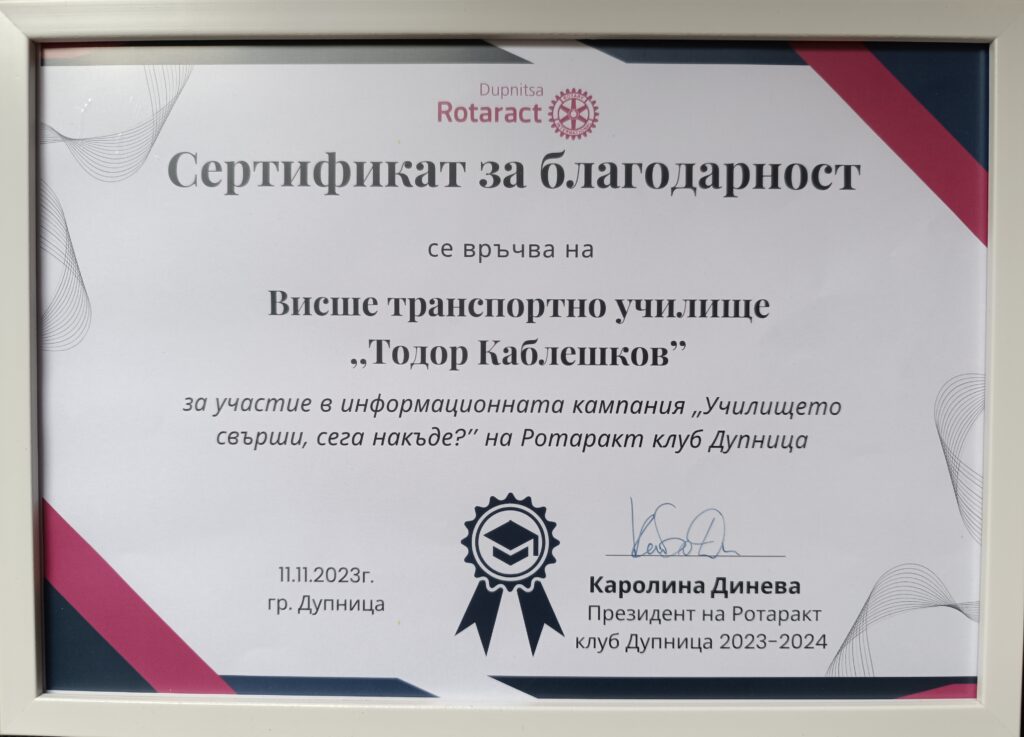 Dupnitsa
Rotaract
Сертификат за благодарност
се връчва на
Висше транспортно училище
„Тодор Каблешков”
за участие в информационната кампания „Училището
свърши, сега накъде?’’ на Ротаракт клуб Дупница
11.11.2023г.
гр. Дупница
Каролина Динева
Президент на Ротаракт
клуб Дупница 2023-2024